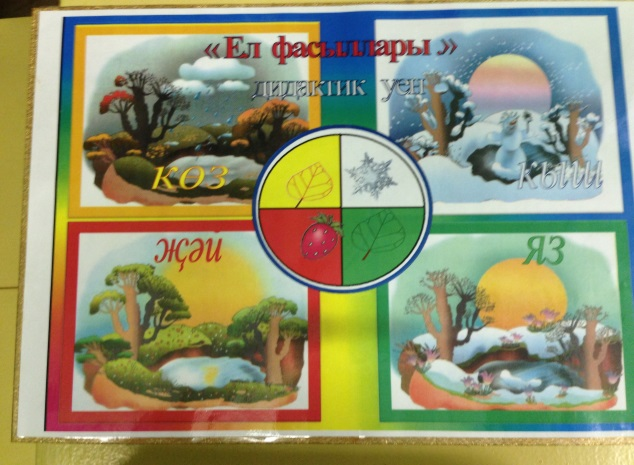 «Ел фасыллары»
дидактик уен
көз
кыш
җәй
яз